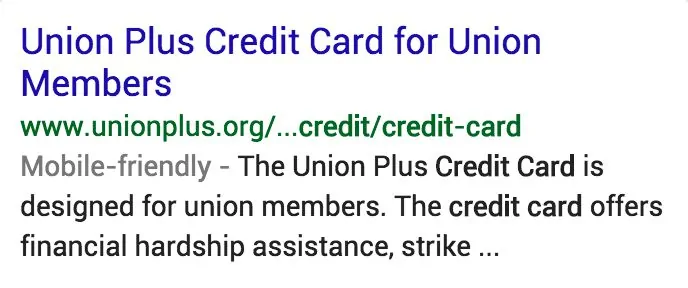 Union Plus Credit Card for Union
Members
www.unionplus.org/...credit/credit-card
Mobile-friendly - The Union Plus Credit Card is
designed for union members. The credit card offers
financial hardship assistance, strike ...